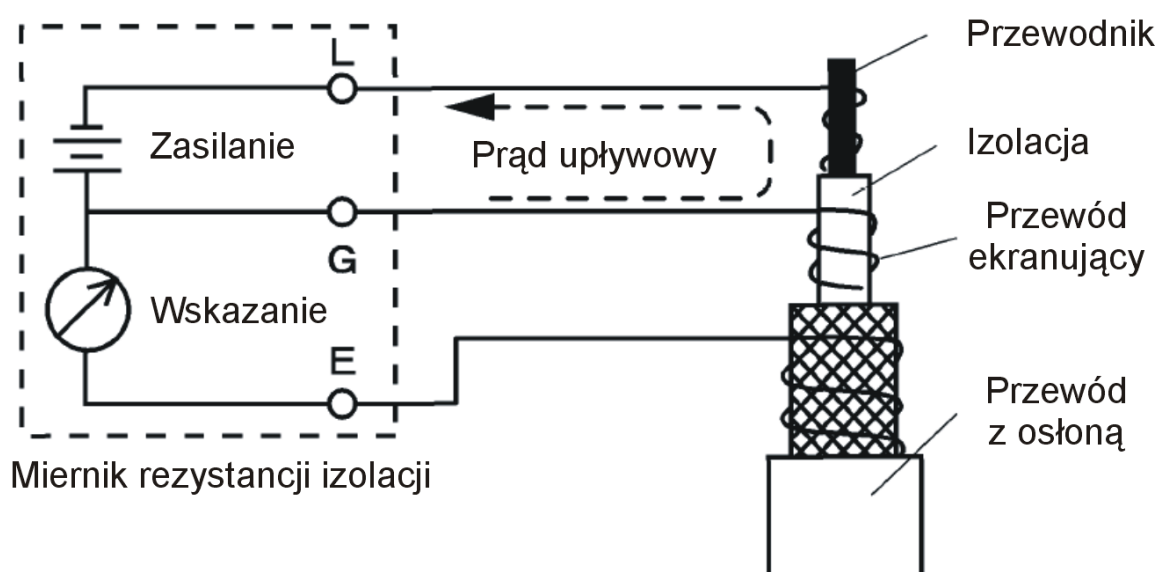 L
Przewodnik
Zasilanie
Prąd upływowy
Izolacja
G
Przewód
ekranujący
Wskazanie
E
Przewód
z osłoną
Miernik rezystancji izolacji